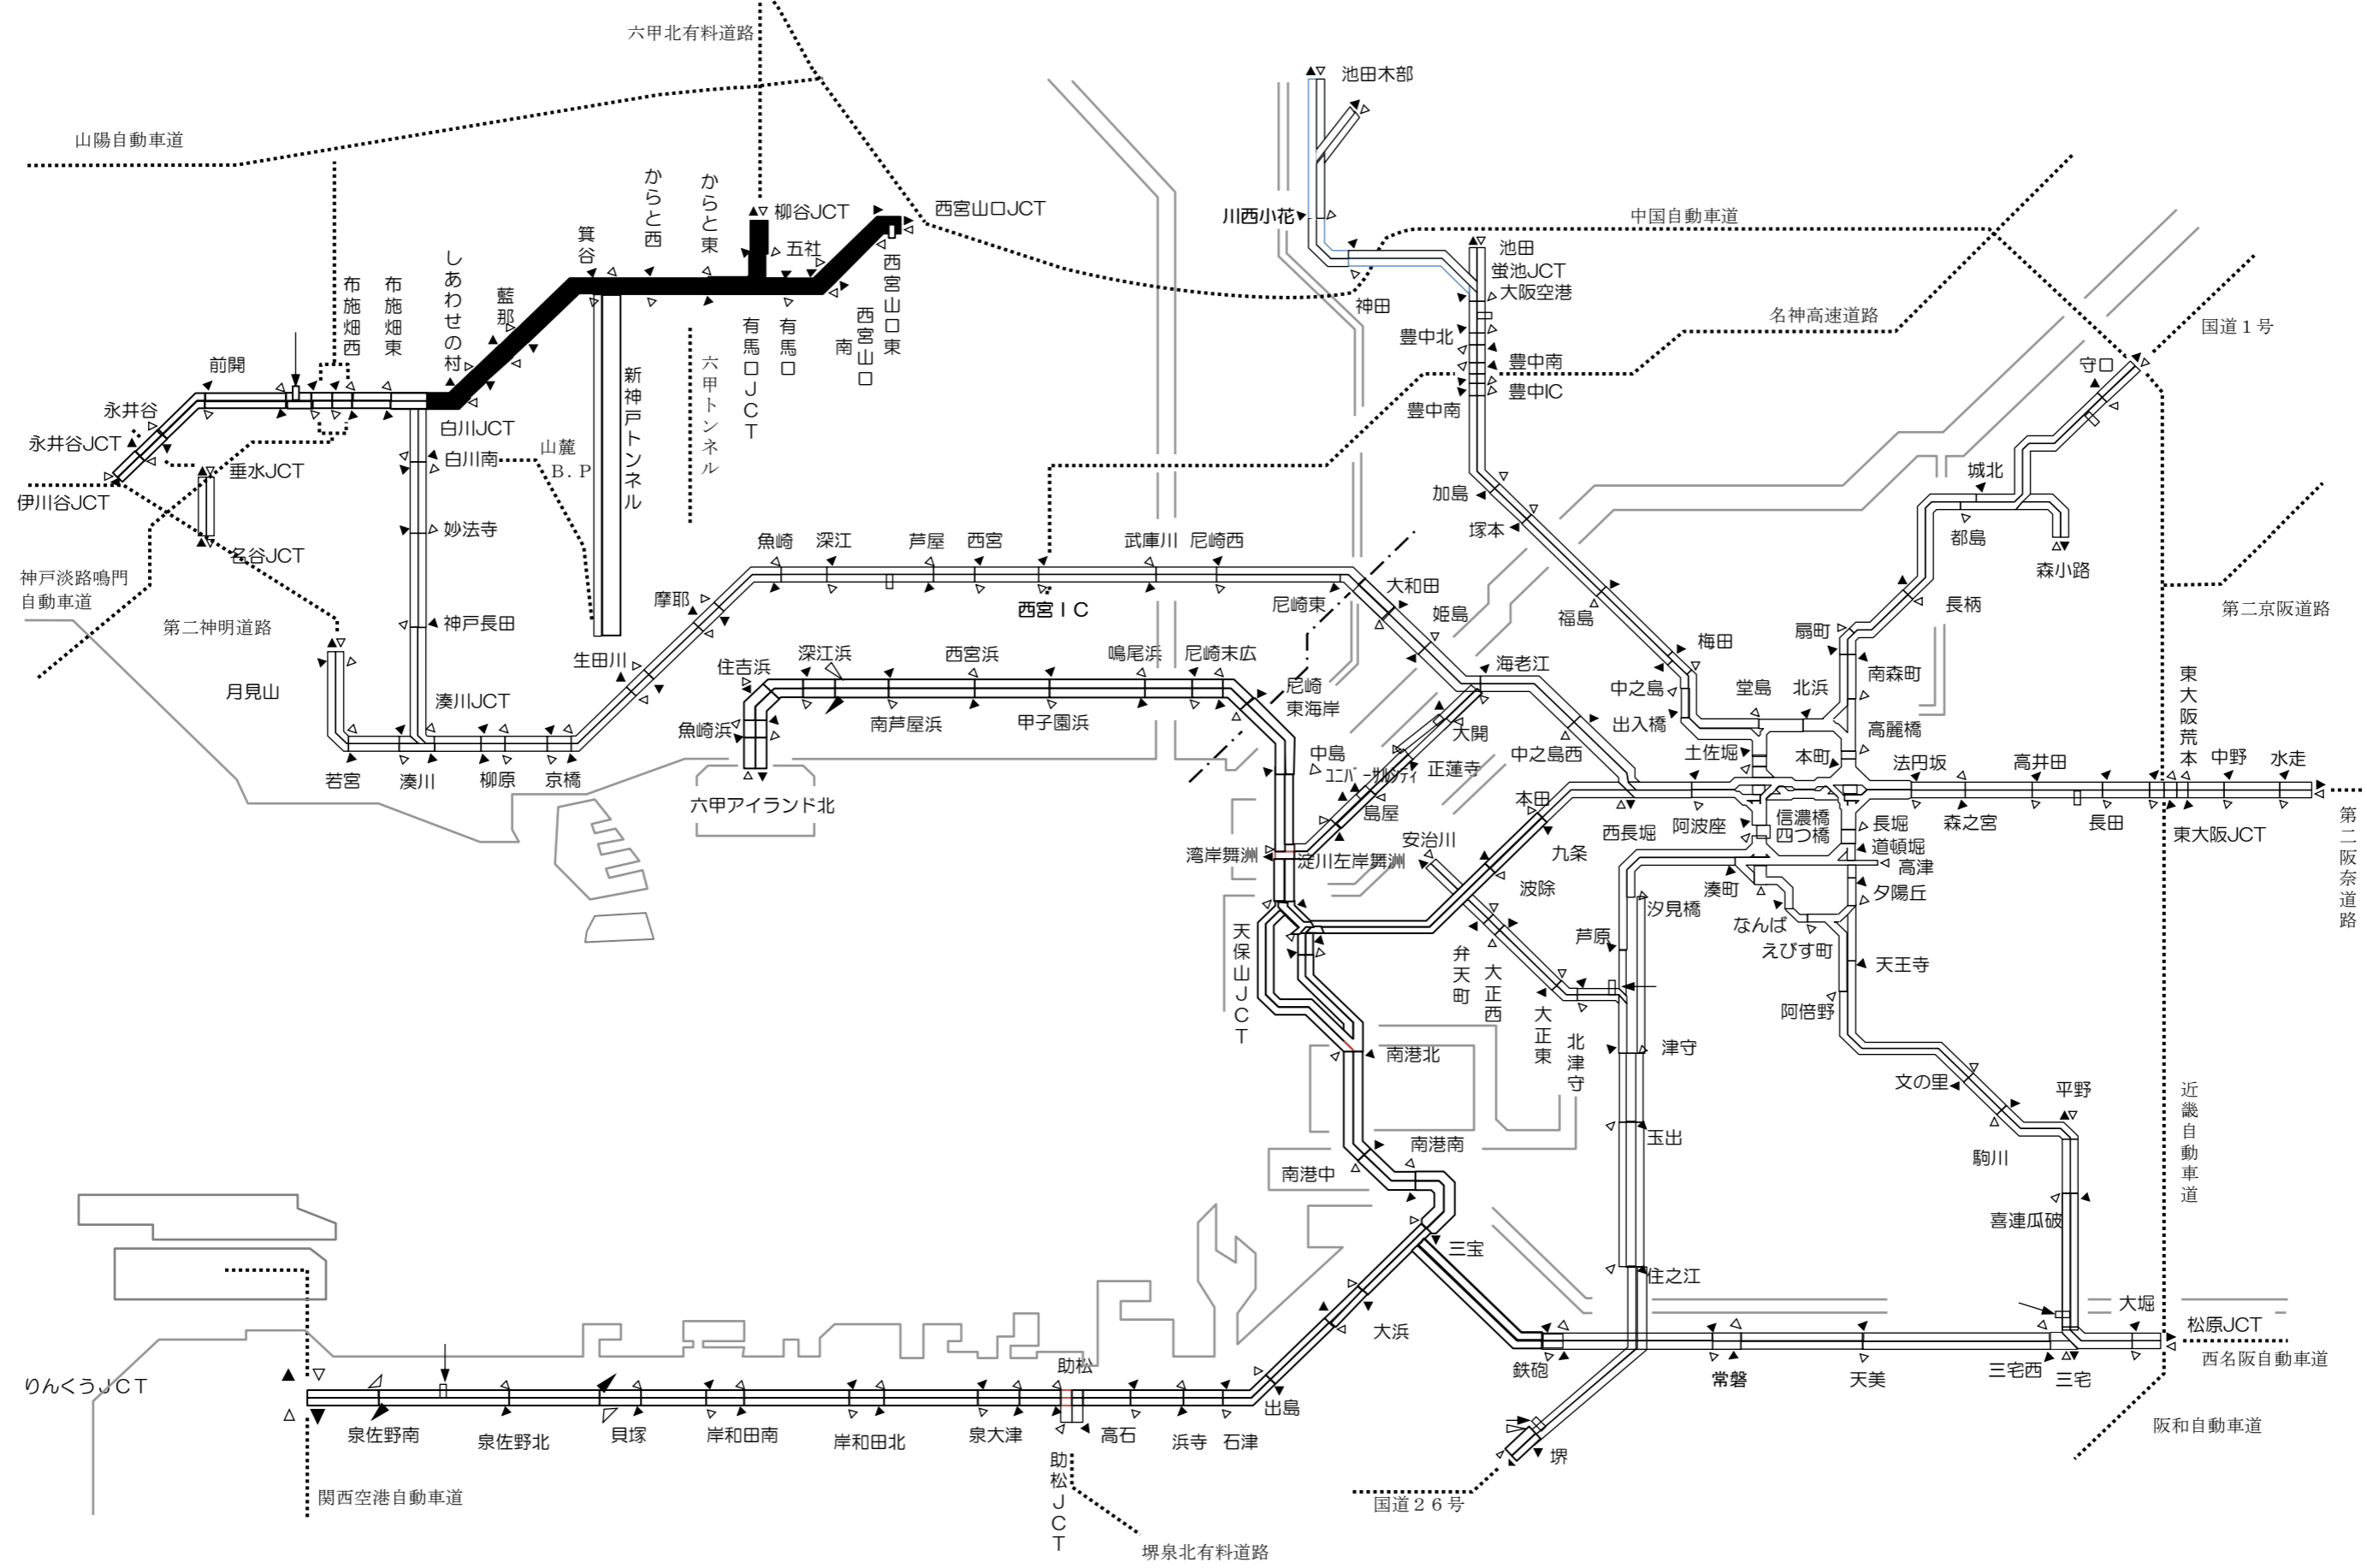 六甲北有料道路
池田木部
山陽自動車道
からと西
からと東
柳谷JCT
西宮山口JCT
川西小花
中国自動車道
箕谷
五社
池田
しあわせの村
西宮山口東
蛍池JCT
布施畑西
布施畑東
藍那
大阪空港
神田
名神高速道路
国道１号
西宮山口南
有馬口JCT
有馬口
豊中北
前開
新神戸トンネル
六甲トンネル
豊中南
守口
豊中IC
永井谷
豊中南
白川JCT
永井谷JCT
山麓
B．P
白川南
垂水JCT
城北
加島
伊川谷JCT
塚本
妙法寺
都島
名谷JCT
魚崎
深江
芦屋
西宮
武庫川
尼崎西
森小路
神戸淡路鳴門
自動車道
大和田
摩耶
尼崎東
西宮ＩＣ
姫島
福島
長柄
第二京阪道路
第二神明道路
神戸長田
扇町
梅田
生田川
住吉浜
深江浜
西宮浜
鳴尾浜
尼崎末広
海老江
南森町
東大阪荒本
月見山
尼崎
東海岸
中之島
堂島
北浜
湊川JCT
南芦屋浜
甲子園浜
出入橋
高麗橋
魚崎浜
大開
中島
中之島西
土佐堀
本町
法円坂
高井田
中野
水走
正蓮寺
ユニバーサルシティ
若宮
湊川
柳原
京橋
六甲アイランド北
本田
島屋
西長堀
阿波座
信濃橋
四つ橋
長堀
森之宮
長田
東大阪JCT
安治川
道頓堀
湾岸舞洲
淀川左岸舞洲
九条
高津
第二阪奈道路
波除
湊町
夕陽丘
汐見橋
天保山JCT
なんば
芦原
えびす町
弁天町
大正西
天王寺
阿倍野
大正東
北津守
南港北
津守
文の里
平野
近畿自動車道
玉出
南港南
南港中
駒川
喜連瓜破
三宝
住之江
大堀
松原JCT
大浜
西名阪自動車道
助松
鉄砲
常磐
天美
三宅西
三宅
りんくうJCT
出島
泉佐野南
泉佐野北
貝塚
岸和田南
岸和田北
泉大津
高石
浜寺
石津
阪和自動車道
堺
助松JCT
関西空港自動車道
国道２６号
堺泉北有料道路